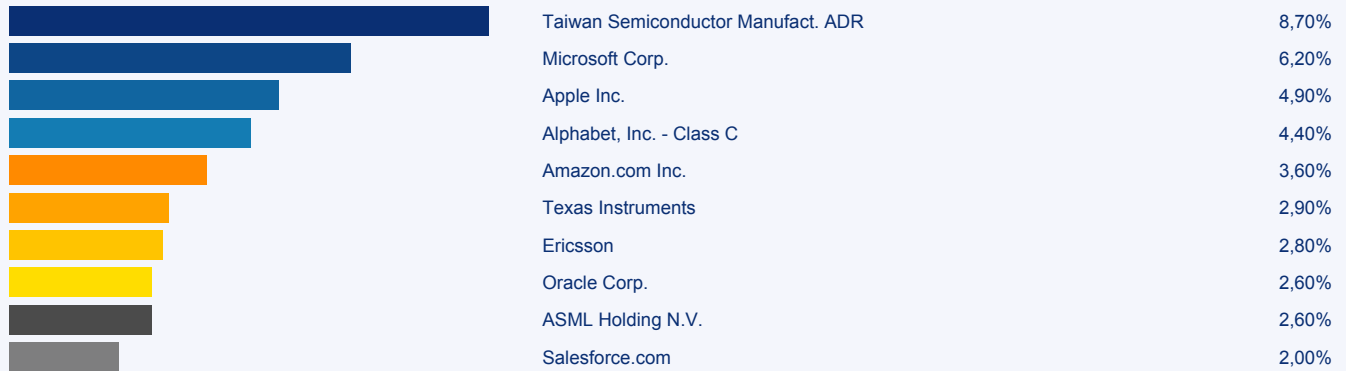 Taiwan Semiconductor Manufact. ADR 8,70%
Microsoft Corp. 6,20%
Apple Inc. 4,90%
Alphabet, Inc. - Class C 4,40%
Amazon.com Inc. 3,60%
Texas Instruments 2,90%
Ericsson 2,80%
Oracle Corp. 2,60%
ASML Holding N.V. 2,60%
Salesforce.com 2,00%